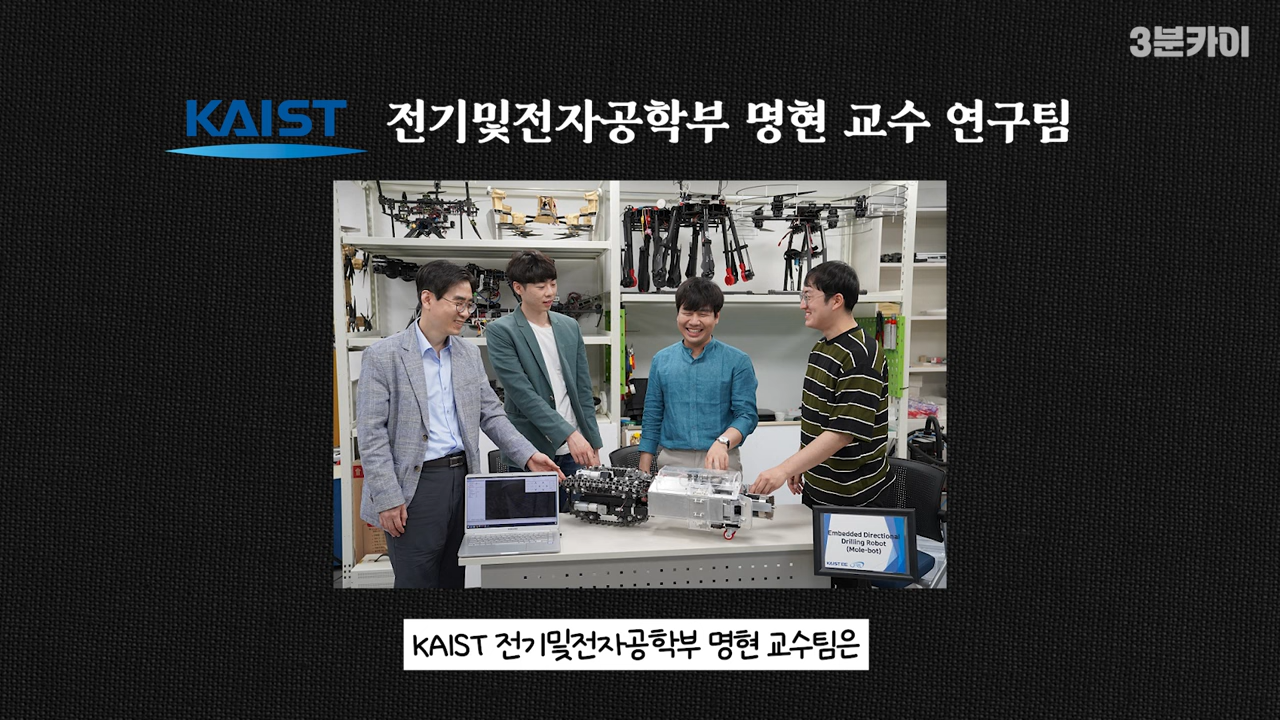 3분카이
KAIST 전기및전자공학부 명현 교수 연구팀
Embedded Directional
Drilling Robot
(Mole-bot)
KAIST EE
KAIST 전기및전자공학부 명현 교수팀은